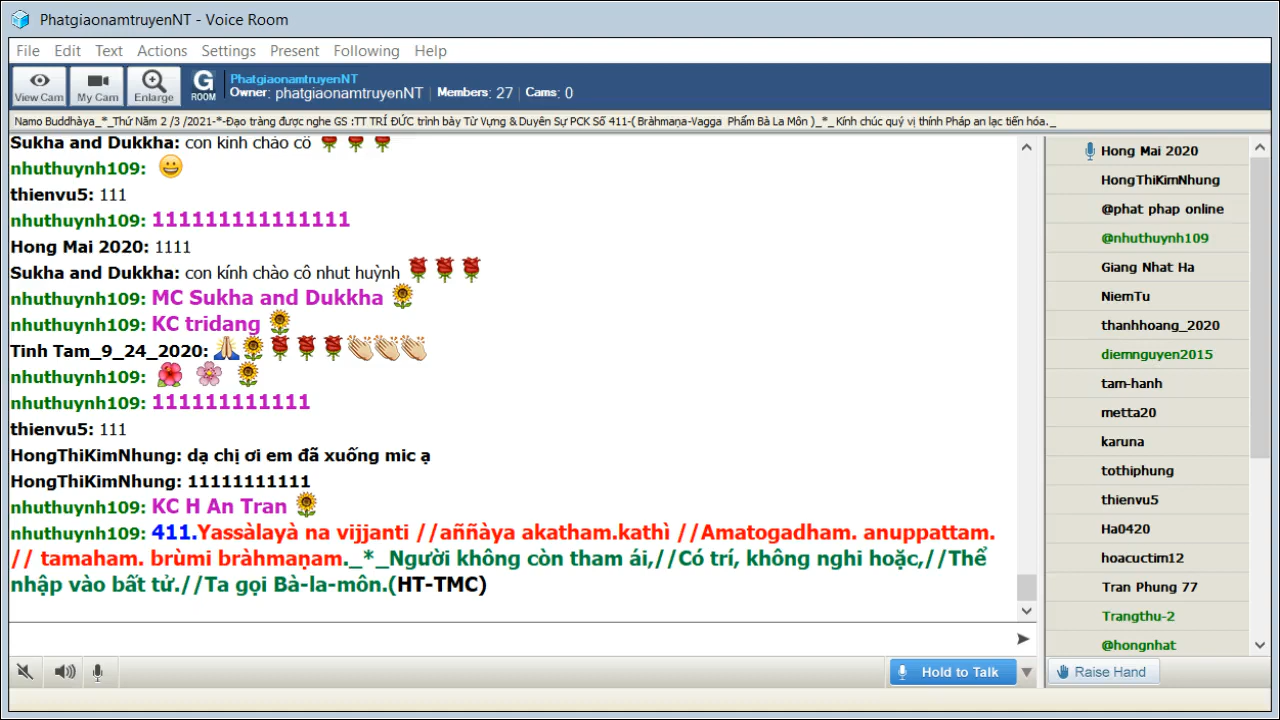 PhatgiaonamtruyenNT - Voice Room
File Edit Text Actions Settings Present Following Help
View Cam My Cam Enlarge G ROOM PhatgiaonamtruyenNT
Owner: phatgiaonamtruyenNT Members: 27 Cams: 0
Namo Buddhàya_*_Thứ Năm 2 /3 /2021-*-Đạo tràng được nghe GS :TT TRÍ ĐỨC trình bày Từ Vựng & Duyên Sự PCK Số 411-( Bràhmaṇa-Vagga Phẩm Bà La Môn )_*_ Kính chúc quý vị thính Pháp an lạc tiến hóa._
Sukha and Dukkha: con kính chào cô
nhuthuynh109:
thienvu5: 111
nhuthuynh109: 111111111111111
Hong Mai 2020: 1111
Sukha and Dukkha: con kính chào cô nhut huỳnh
nhuthuynh109: MC Sukha and Dukkha
nhuthuynh109: KC tridang
Tinh Tam_9_24_2020:
nhuthuynh109:
nhuthuynh109: 111111111111
thienvu5: 111
HongThiKimNhung: dạ chị ơi em đã xuống mic ạ
HongThiKimNhung: 11111111111
nhuthuynh109: KC H An Tran
nhuthuynh109: 411.Yassàlayà na vijjanti //aññàya akatham.kathì //Amatogadham. anuppattam.
// tamaham. brùmi bràhmaṇam._*_Người không còn tham ái,//Có trí, không nghi hoặc,//Thể
nhập vào bất tử.//Ta gọi Bà-la-môn.(HT-TMC)
Hong Mai 2020
HongThiKimNhung
@phat phap online
@nhuthuynh109
Giang Nhat Ha
NiemTu
thanhhoang_2020
diemnguyen2015
tam-hanh
metta20
karuna
tothiphung
thienvu5
Ha0420
hoacuctim12
Tran Phung 77
Trangthu-2
@hongnhat
Hold to Talk Raise Hand